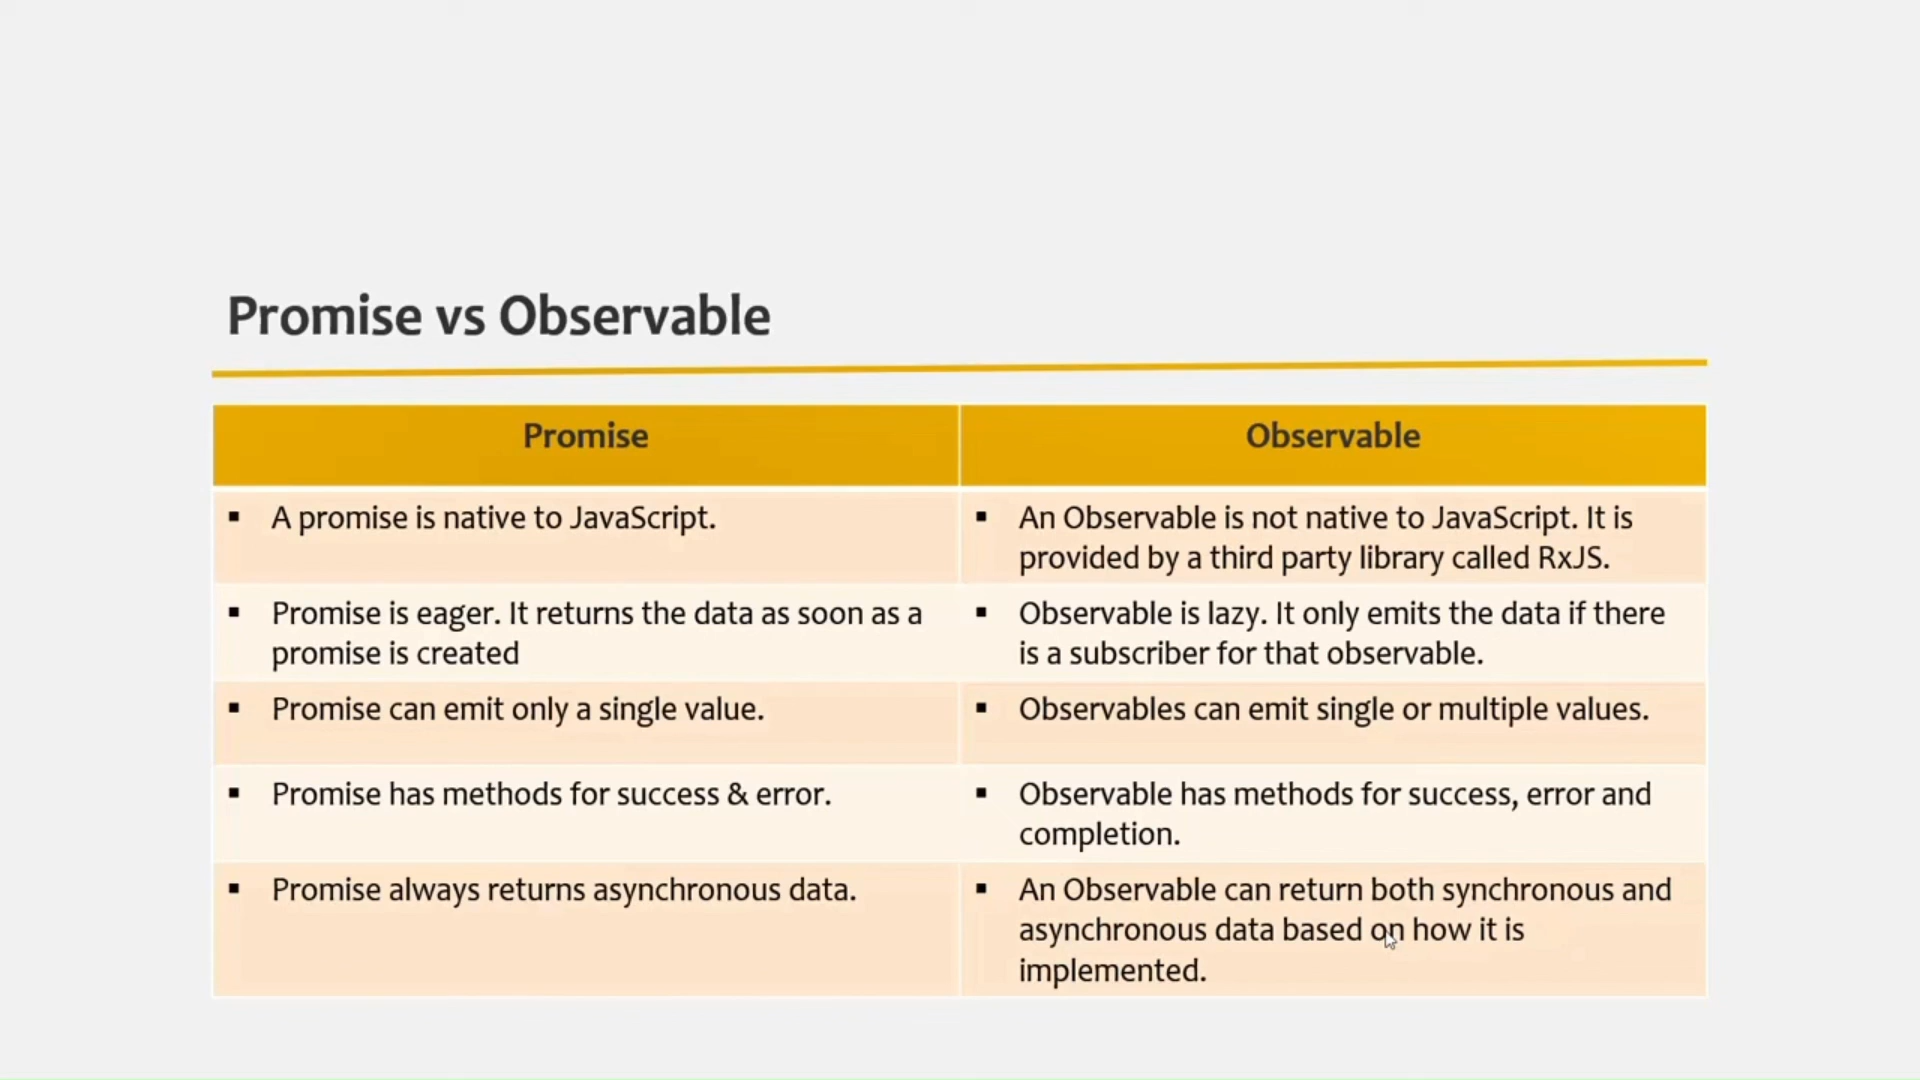 Promise vs Observable
Promise
Observable
▪ A promise is native to JavaScript.
▪ An Observable is not native to JavaScript. It is
provided by a third party library called RxJS.
▪ Promise is eager. It returns the data as soon as a
promise is created
▪ Observable is lazy. It only emits the data if there
is a subscriber for that observable.
▪ Promise can emit only a single value.
▪ Observables can emit single or multiple values.
▪ Promise has methods for success & error.
▪ Observable has methods for success, error and
completion.
▪ Promise always returns asynchronous data.
▪ An Observable can return both synchronous and
asynchronous data based on how it is
implemented.